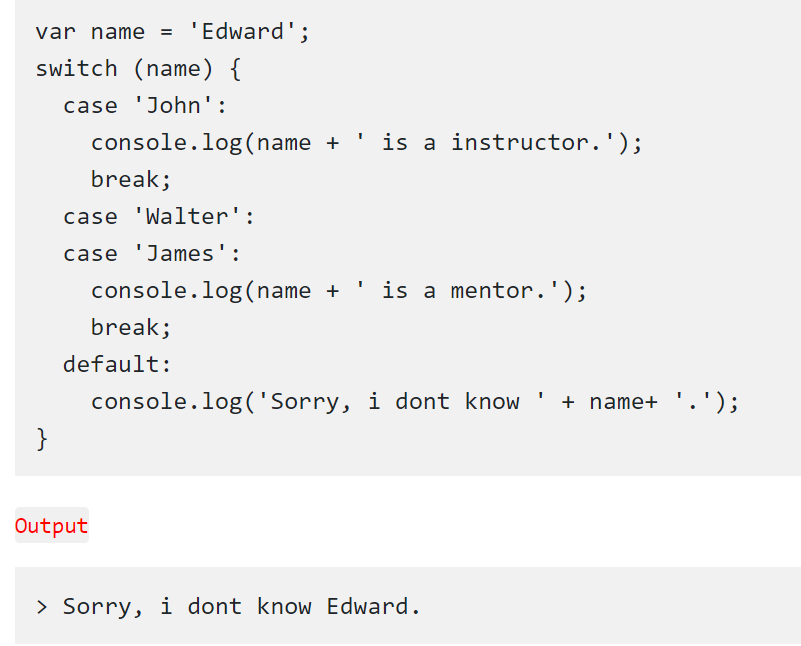 var name = 'Edward';
switch (name) {
  case 'John':
    console.log(name + ' is a instructor.');
    break;
  case 'Walter':
  case 'James':
    console.log(name + ' is a mentor.');
    break;
  default:
    console.log('Sorry, i dont know ' + name+ '.');
}
Output
> Sorry, i dont know Edward.